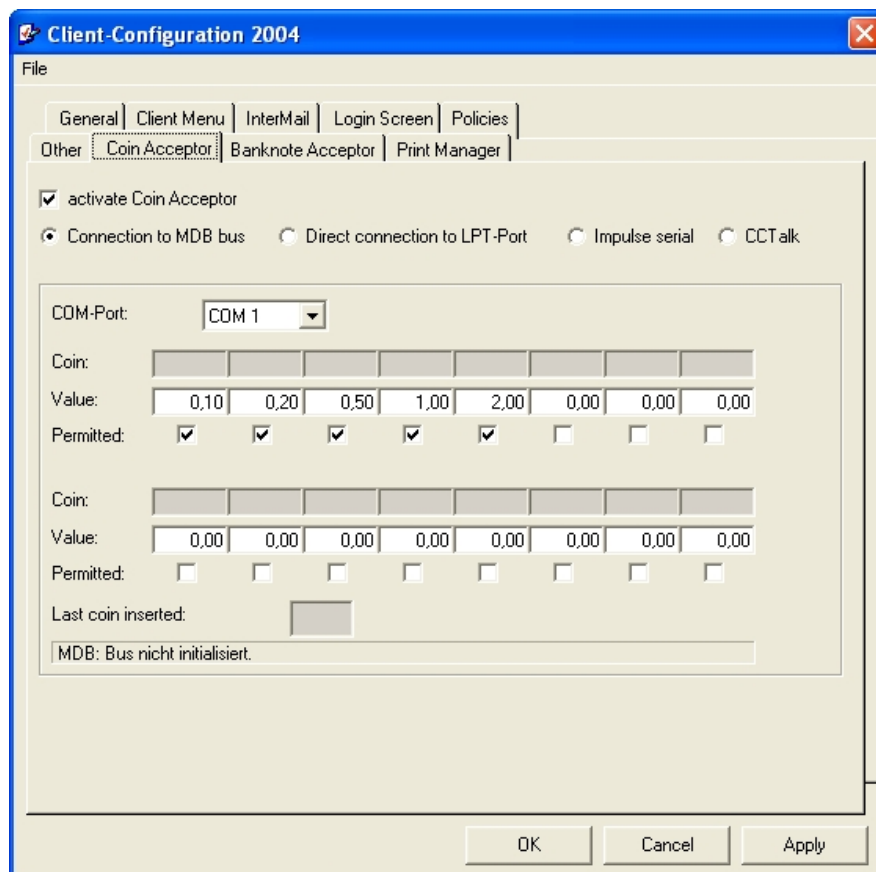 Client-Configuration 2004
File
General Client Menu InterMail Login Screen Policies
Other Coin Acceptor Banknote Acceptor Print Manager
activate Coin Acceptor
Connection to MDB bus Direct connection to LPT-Port Impulse serial CCTalk
COM-Port: COM 1
Coin:
Value: 0,10 0,20 0,50 1,00 2,00 0,00 0,00 0,00
Permitted:
Coin:
Value: 0,00 0,00 0,00 0,00 0,00 0,00 0,00 0,00
Permitted:
Last coin inserted:
MDB: Bus nicht initialisiert.
OK Cancel Apply